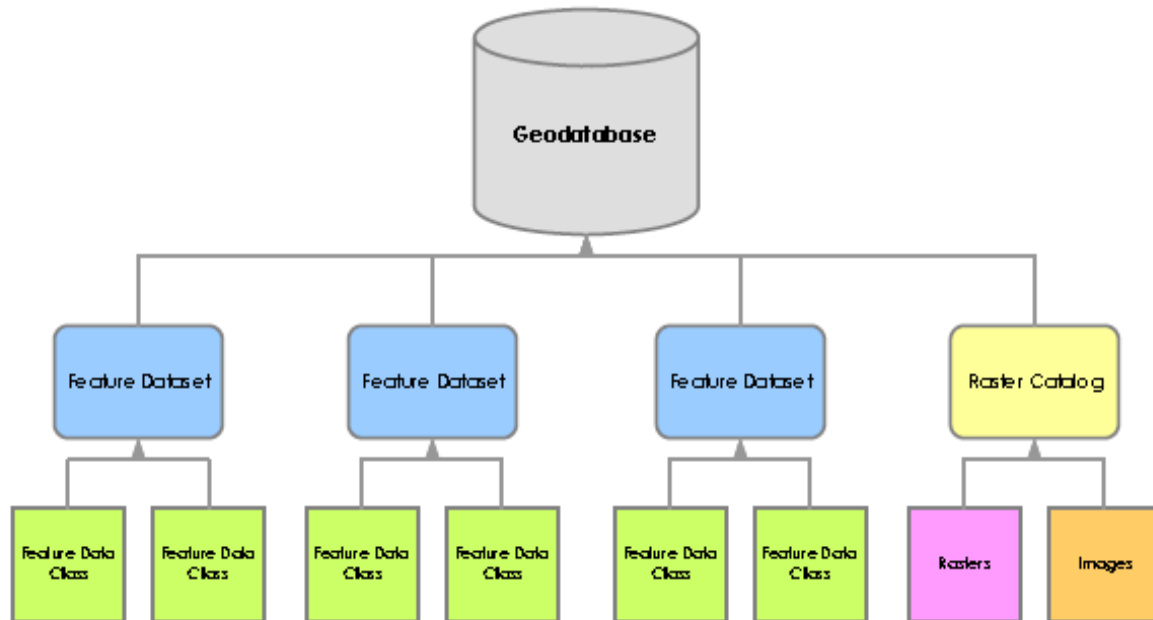 Geodatabase
Feature Dataset
Feature Dataset
Feature Dataset
Raster Catalog
Feature Data
Class
Feature Data
Class
Feature Data
Class
Feature Data
Class
Feature Data
Class
Feature Data
Class
Rasters
Images